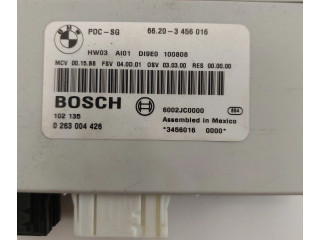 BMW
PDC-SG 66.20-3 456 016
HW03 AI01 DI9E0 100808
MCV 00.15.88 FSV 04.00.01 OSV 03.03.00 RES 00.00.00
BOSCH
102 135
0 263 004 426
6002JC0000 864
Assembled in Mexico
*3456016 0000*